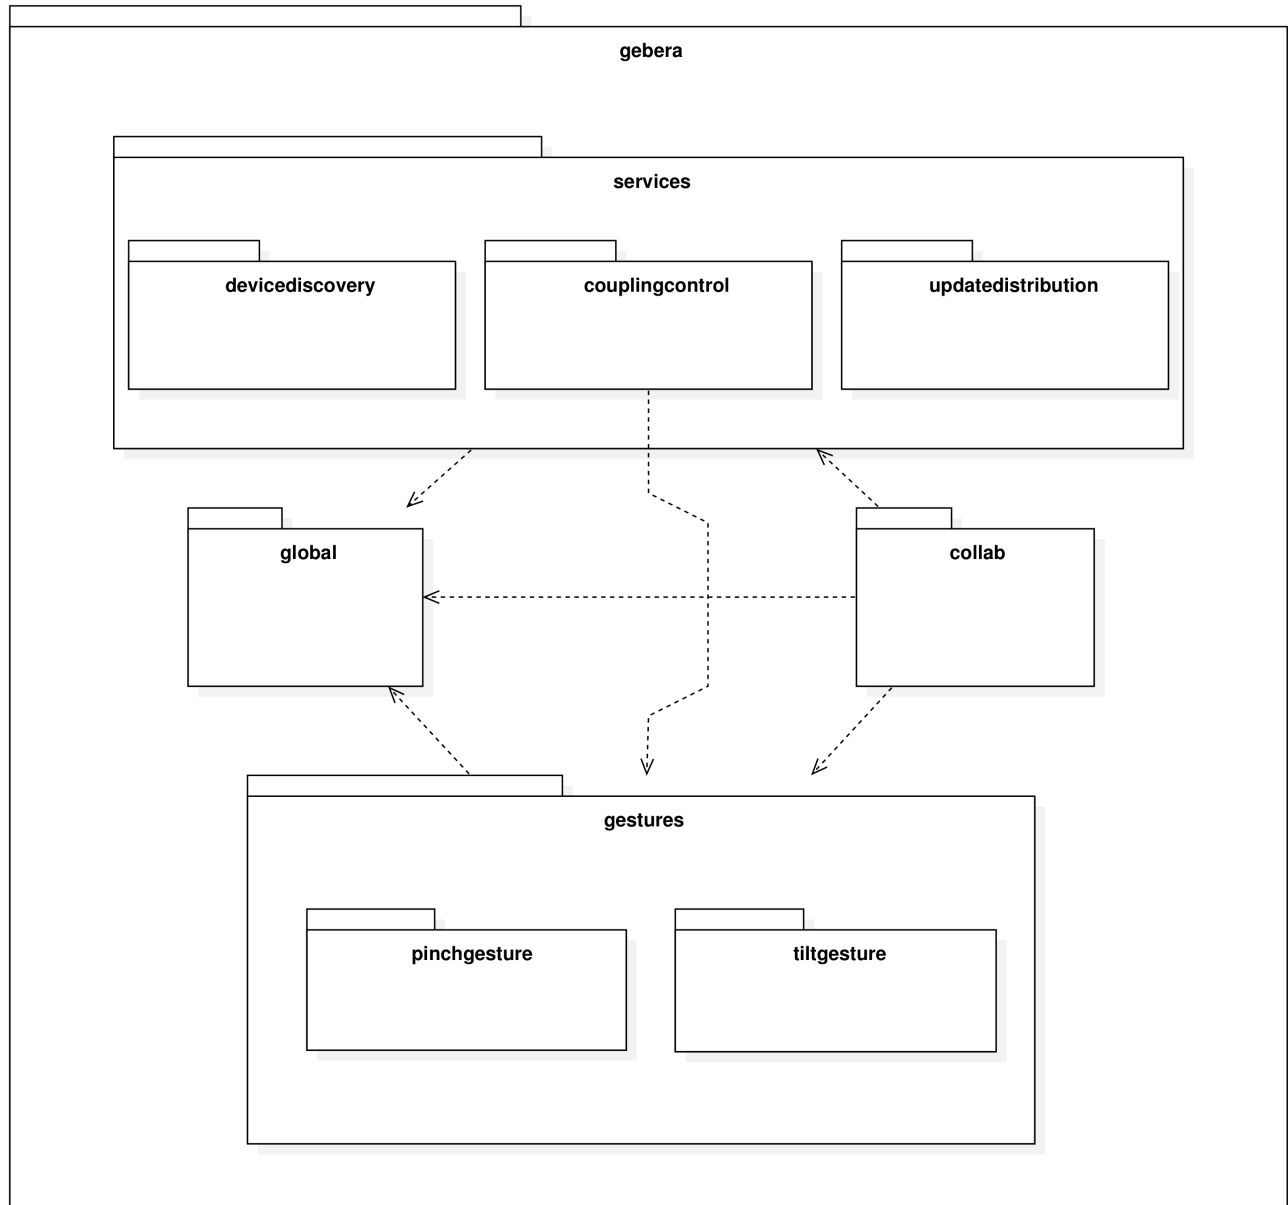 gebera
services
devicediscovery
couplingcontrol
updatedistribution
global
collab
gestures
pinchgesture
tiltgesture